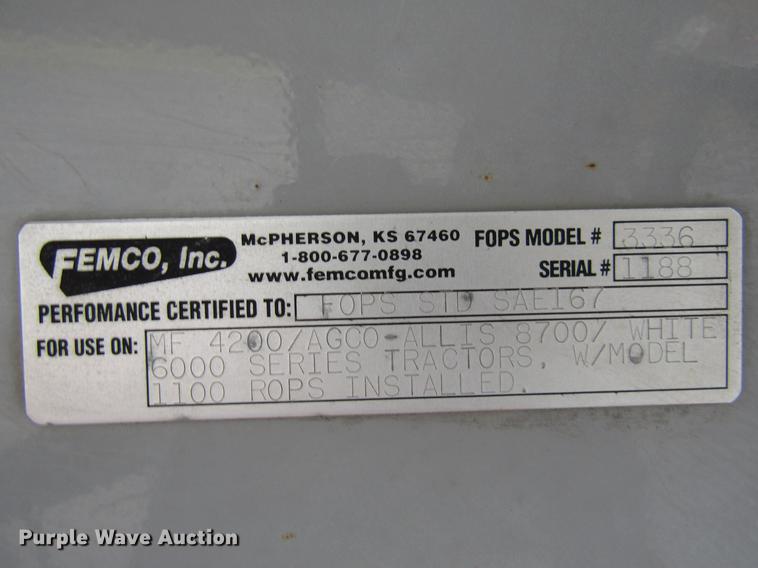 FEMCO, Inc.
McPHERSON, KS 67460
1-800-677-0898
www.femcomfg.com
FOPS MODEL # 3336
SERIAL # 1188
PERFOMANCE CERTIFIED TO: FOPS STD SAE167
FOR USE ON: MF 4200/AGCO-ALLIS 8700/ WHITE
6000 SERIES TRACTORS, W/MODEL
1100 ROPS INSTALLED.
Purple Wave Auction